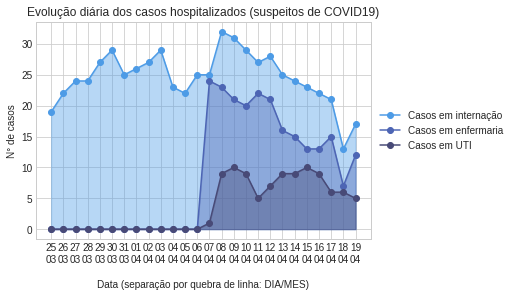 Evolução diária dos casos hospitalizados (suspeitos de COVID19)
N° de casos
30
25
20
15
10
5
0
25 26 27 28 29 30 31 01 02 03 04 05 06 07 08 09 10 11 12 13 14 15 16 17 18 19
03 03 03 03 03 03 03 04 04 04 04 04 04 04 04 04 04 04 04 04 04 04 04 04 04 04
Data (separação por quebra de linha: DIA/MES)
Casos em internação
Casos em enfermaria
Casos em UTI